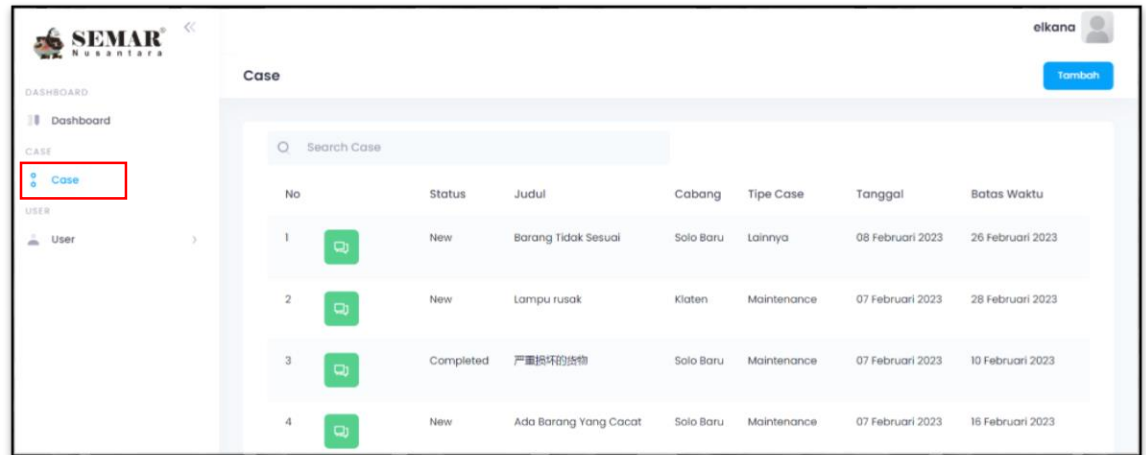 SEMAR®
Nusantara
elkana
Case
Tambah
DASHBOARD
Dashboard
CASE
Case
USER
User
Search Case
No Status Judul Cabang Tipe Case Tanggal Batas Waktu
1 New Barang Tidak Sesuai Solo Baru Lainnya 08 Februari 2023 26 Februari 2023
2 New Lampu rusak Klaten Maintenance 07 Februari 2023 28 Februari 2023
3 Completed 严重损坏的货物 Solo Baru Maintenance 07 Februari 2023 10 Februari 2023
4 New Ada Barang Yang Cacat Solo Baru Maintenance 07 Februari 2023 16 Februari 2023